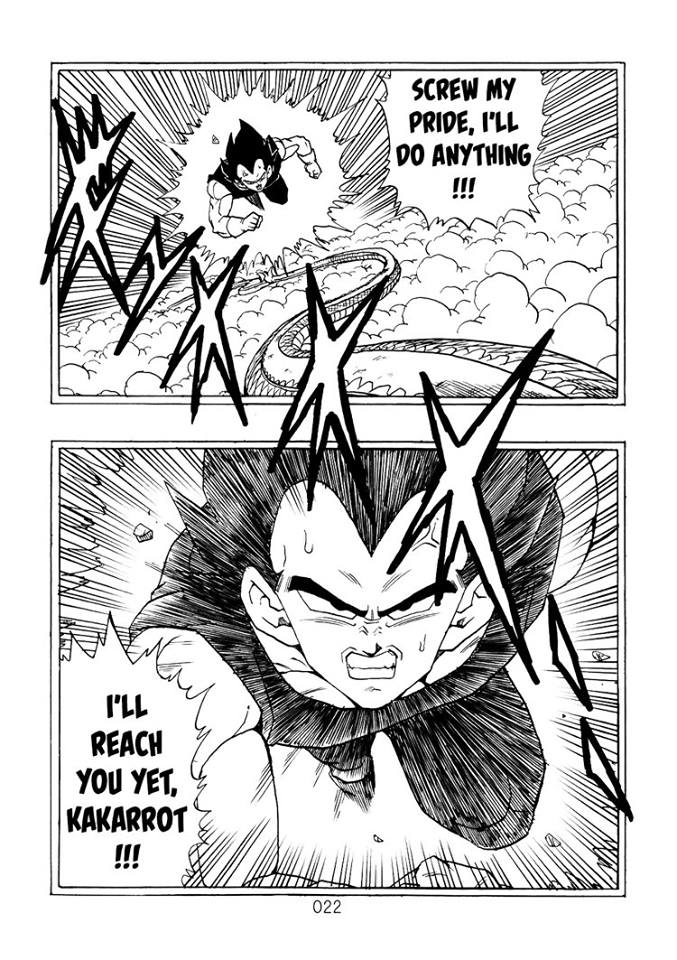 SCREW MY
PRIDE, I'LL
DO ANYTHING
!!!
I'LL
REACH
YOU YET,
KAKARROT
!!!
022